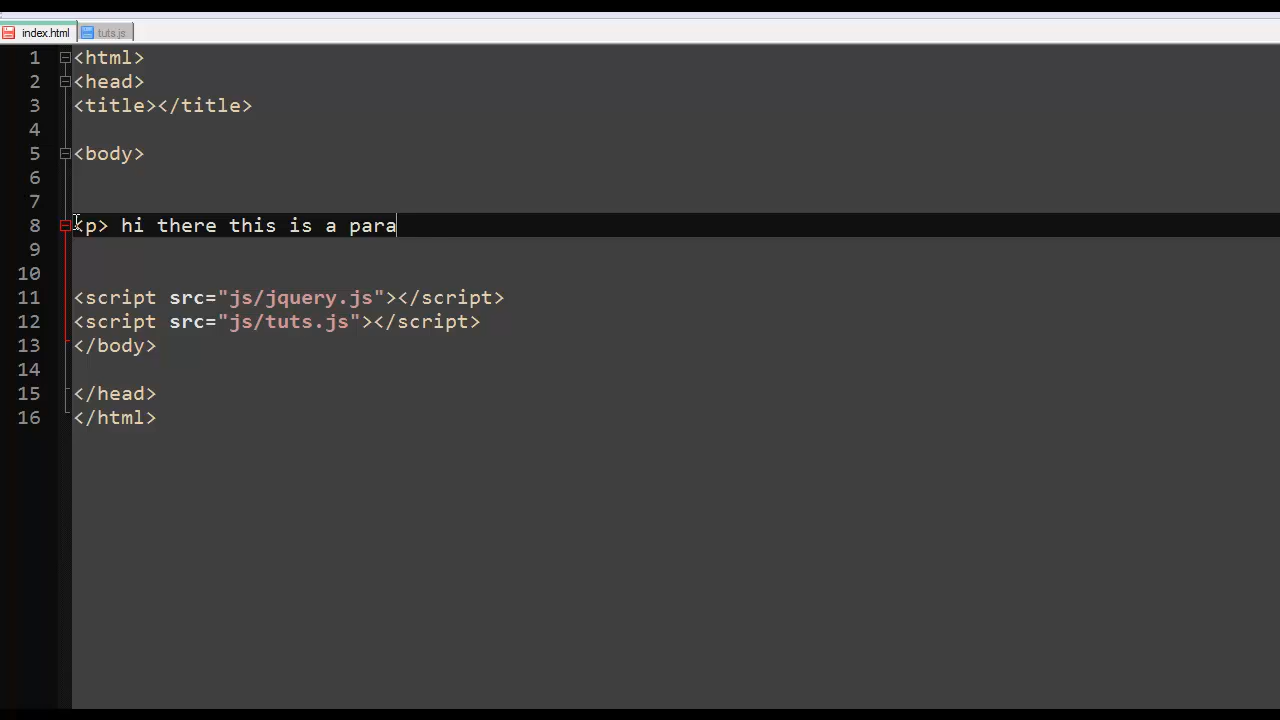 index.html tuts.js
1 <html>
2 <head>
3 <title></title>
4
5 <body>
6
7
8 <p> hi there this is a para
9
10
11 <script src="js/jquery.js"></script>
12 <script src="js/tuts.js"></script>
13 </body>
14
15 </head>
16 </html>